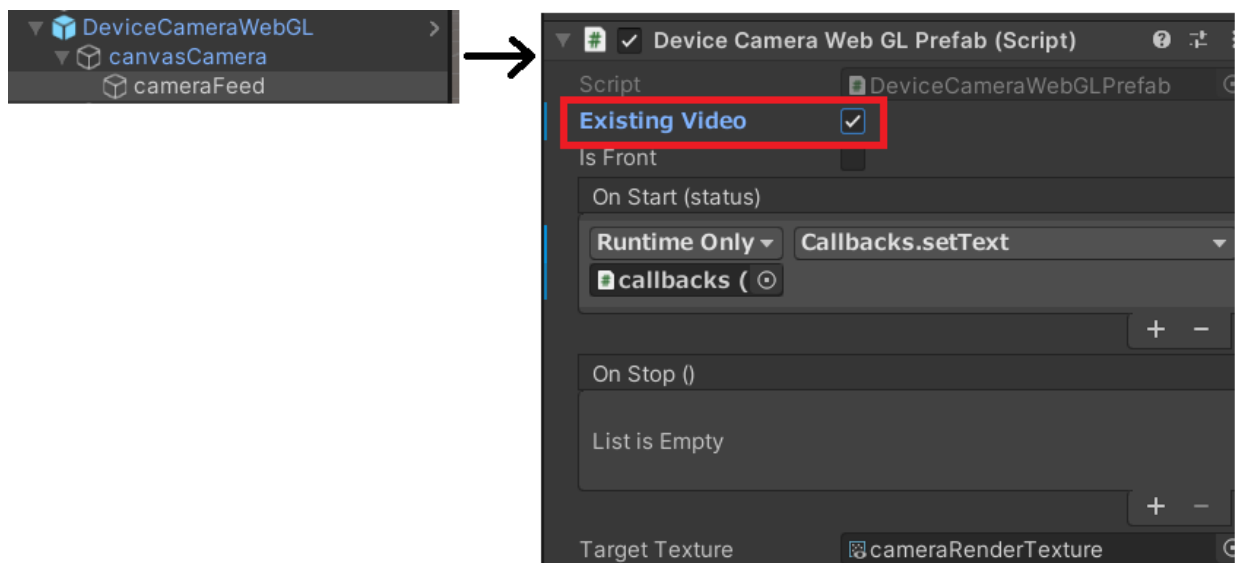 DeviceCameraWebGL
canvasCamera
cameraFeed
Device Camera Web GL Prefab (Script)
Script DeviceCameraWebGLPrefab
Existing Video
Is Front
On Start (status)
Runtime Only Callbacks.setText
callbacks (
On Stop ()
List is Empty
Target Texture cameraRenderTexture